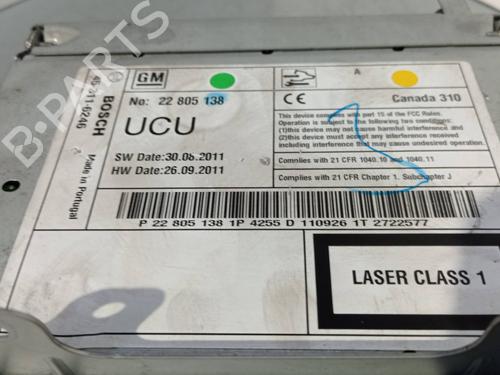 B-PARTS
GM
A
No: 22 805 138
CE
Canada 310
UCU
This device complies with part 15 of the FCC Rules.
Operation is subject to the following two conditions:
(1)this device may not cause harmful interference and
(2)this device must accept any interference received
including interference that may cause undesired operation
SW Date:30.08.2011
HW Date:26.09.2011
Complies with 21 CFR 1040.10 and 1040.11
Complies with 21 CFR Chapter 1. Subchapter J
P 22 805 138 1P 4255 D 110926 1T 2722577
LASER CLASS 1
BOSCH
Made in Portugal